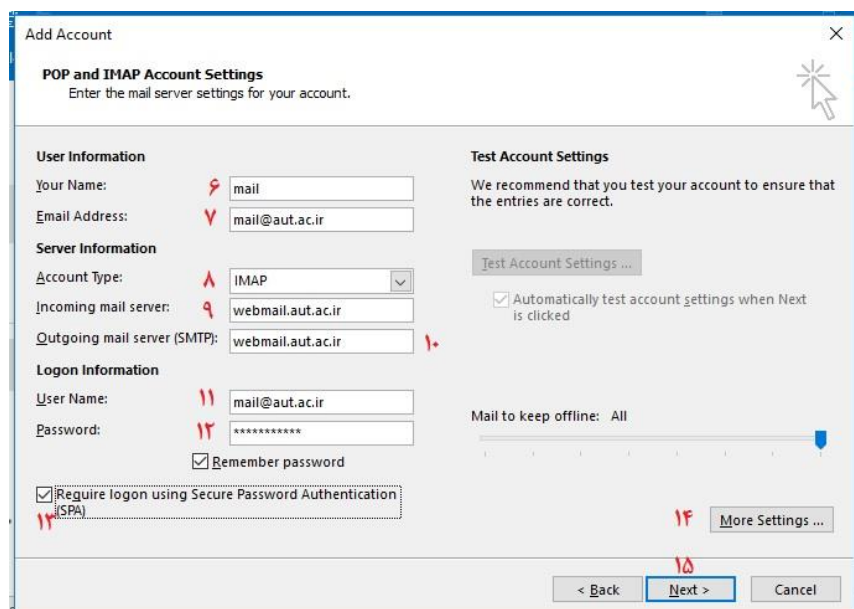 Add Account
POP and IMAP Account Settings
Enter the mail server settings for your account.
User Information
Your Name: ۶ mail
Email Address: ۷ mail@aut.ac.ir
Server Information
Account Type: ۸ IMAP
Incoming mail server: ۹ webmail.aut.ac.ir
Outgoing mail server (SMTP): webmail.aut.ac.ir ۱۰
Logon Information
User Name: ۱۱ mail@aut.ac.ir
Password: ۱۲ ***********
Remember password
Require logon using Secure Password Authentication
(SPA)
۱۳
Test Account Settings
We recommend that you test your account to ensure that
the entries are correct.
Test Account Settings ...
Automatically test account settings when Next
is clicked
Mail to keep offline: All
۱۴ More Settings ...
۱۵
< Back Next > Cancel